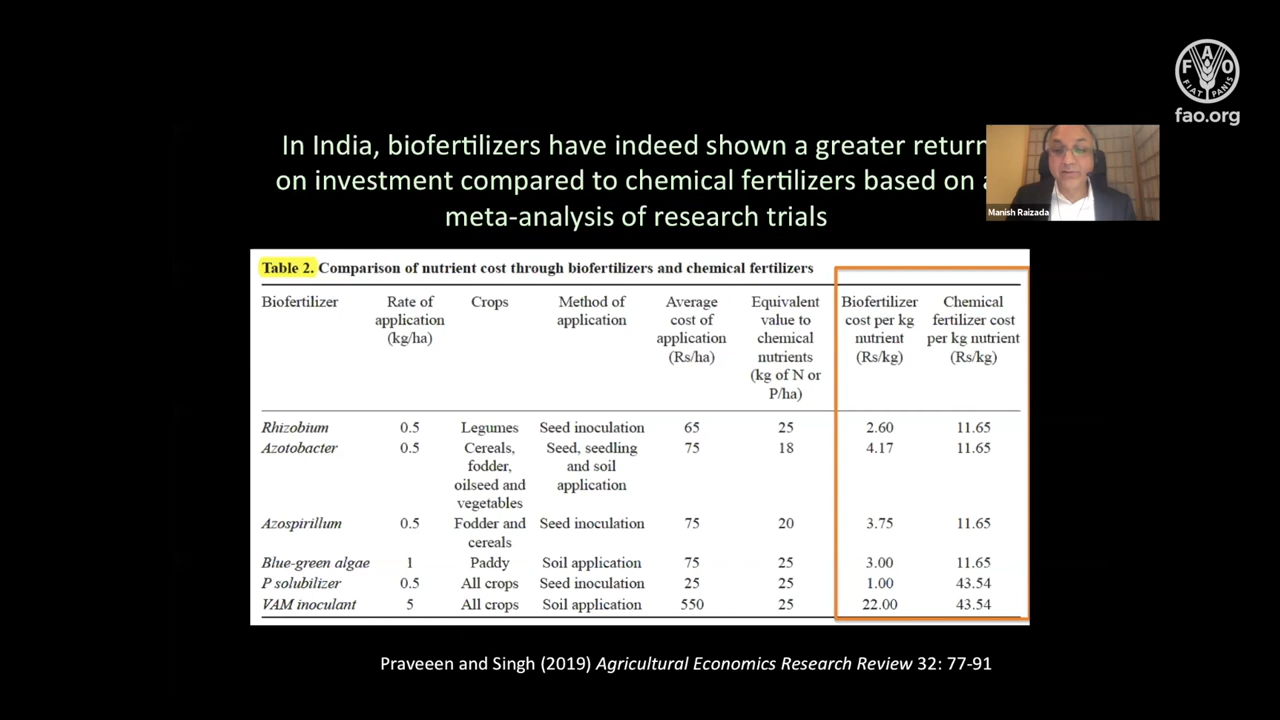 F A O
FIAT PANIS
fao.org
In India, biofertilizers have indeed shown a greater return
on investment compared to chemical fertilizers based on a
meta-analysis of research trials
Manish Raizada
Table 2. Comparison of nutrient cost through biofertilizers and chemical fertilizers
Biofertilizer Rate of application (kg/ha) Crops Method of application Average cost of application (Rs/ha) Equivalent value to chemical nutrients (kg of N or P/ha) Biofertilizer cost per kg nutrient (Rs/kg) Chemical fertilizer cost per kg nutrient (Rs/kg)
Rhizobium 0.5 Legumes Seed inoculation 65 25 2.60 11.65
Azotobacter 0.5 Cereals, fodder, oilseed and vegetables Seed, seedling and soil application 75 18 4.17 11.65
Azospirillum 0.5 Fodder and cereals Seed inoculation 75 20 3.75 11.65
Blue-green algae 1 Paddy Soil application 75 25 3.00 11.65
P solubilizer 0.5 All crops Seed inoculation 25 25 1.00 43.54
VAM inoculant 5 All crops Soil application 550 25 22.00 43.54
Praveeen and Singh (2019) Agricultural Economics Research Review 32: 77-91